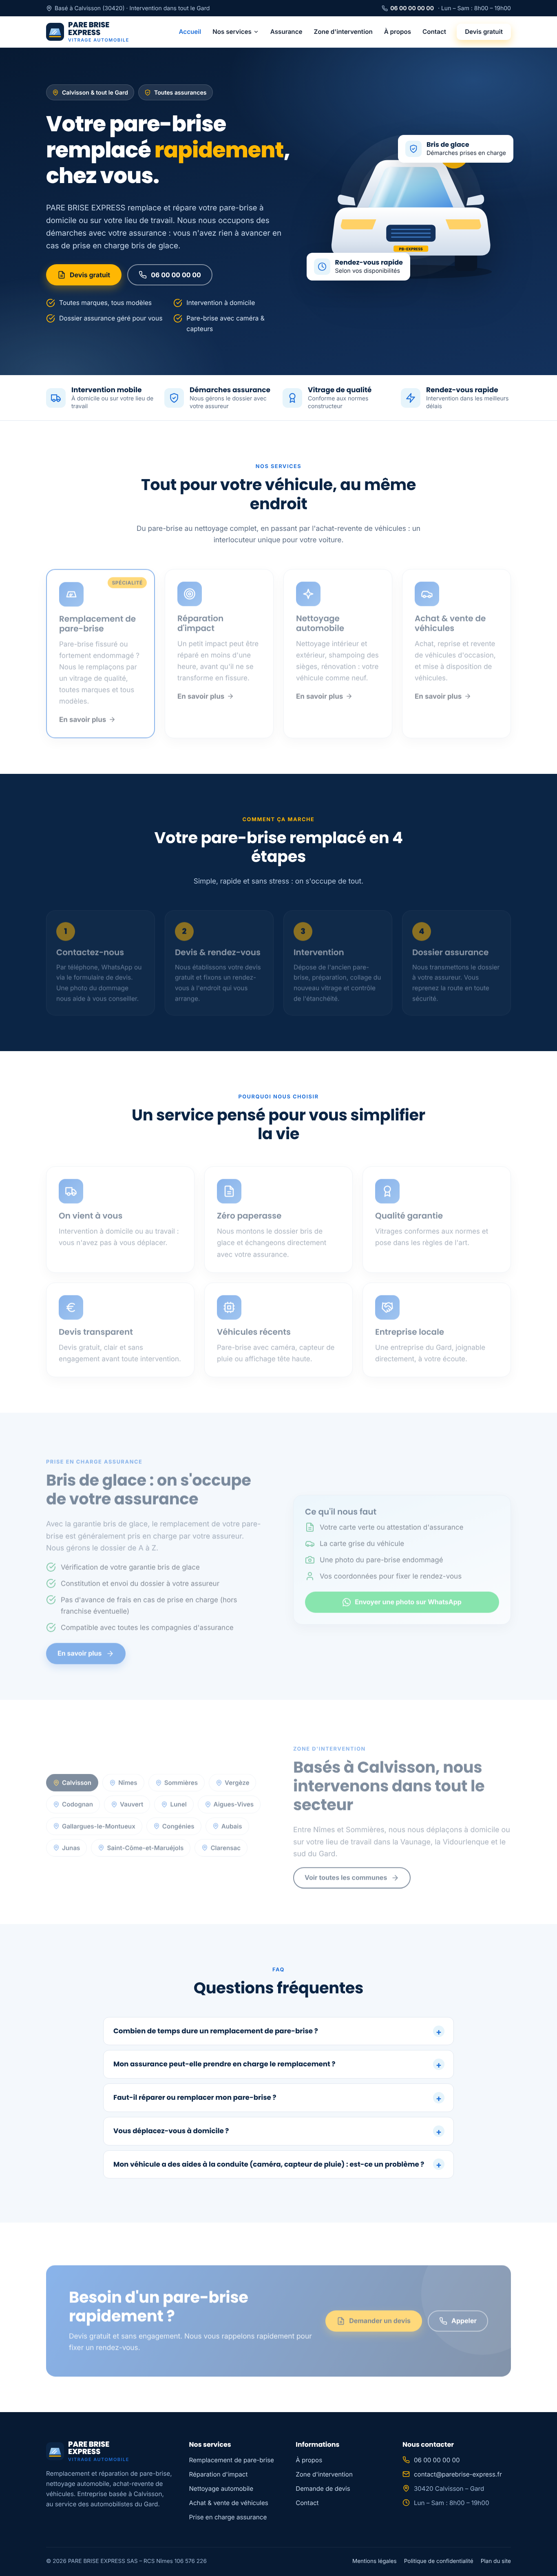 Basé à Calvisson (30420) · Intervention dans tout le Gard
06 00 00 00 00 · Lun – Sam : 8h00 – 19h00
PARE BRISE
EXPRESS
VITRAGE AUTOMOBILE
Accueil
Nos services
Assurance
Zone d'intervention
À propos
Contact
Devis gratuit
Calvisson & tout le Gard
Toutes assurances
Votre pare-brise
remplacé rapidement,
chez vous.
PARE BRISE EXPRESS remplace et répare votre pare-brise à
domicile ou sur votre lieu de travail. Nous nous occupons des
démarches avec votre assurance : vous n'avez rien à avancer en
cas de prise en charge bris de glace.
Devis gratuit
06 00 00 00 00
Toutes marques, tous modèles
Intervention à domicile
Dossier assurance géré pour vous
Pare-brise avec caméra &
capteurs
Bris de glace
Démarches prises en charge
PB-EXPRESS
Rendez-vous rapide
Selon vos disponibilités
Intervention mobile
À domicile ou sur votre lieu de
travail
Démarches assurance
Nous gérons le dossier avec
votre assureur
Vitrage de qualité
Conforme aux normes
constructeur
Rendez-vous rapide
Intervention dans les meilleurs
délais
NOS SERVICES
Tout pour votre véhicule, au même
endroit
Du pare-brise au nettoyage complet, en passant par l'achat-revente de véhicules : un
interlocuteur unique pour votre voiture.
SPÉCIALITÉ
Remplacement de
pare-brise
Pare-brise fissuré ou
fortement endommagé ?
Nous le remplaçons par
un vitrage de qualité,
toutes marques et tous
modèles.
En savoir plus
Réparation
d'impact
Un petit impact peut être
réparé en moins d'une
heure, avant qu'il ne se
transforme en fissure.
En savoir plus
Nettoyage
automobile
Nettoyage intérieur et
extérieur, shampoing des
sièges, rénovation : votre
véhicule comme neuf.
En savoir plus
Achat & vente de
véhicules
Achat, reprise et revente
de véhicules d'occasion,
et mise à disposition de
véhicules.
En savoir plus
COMMENT ÇA MARCHE
Votre pare-brise remplacé en 4
étapes
Simple, rapide et sans stress : on s'occupe de tout.
1
Contactez-nous
Par téléphone, WhatsApp ou
via le formulaire de devis.
Une photo du dommage
nous aide à vous conseiller.
2
Devis & rendez-vous
Nous établissons votre devis
gratuit et fixons un rendez-
vous à l'endroit qui vous
arrange.
3
Intervention
Dépose de l'ancien pare-
brise, préparation, collage du
nouveau vitrage et contrôle
de l'étanchéité.
4
Dossier assurance
Nous transmettons le dossier
à votre assureur. Vous
reprenez la route en toute
sécurité.
POURQUOI NOUS CHOISIR
Un service pensé pour vous simplifier
la vie
On vient à vous
Intervention à domicile ou au travail :
vous n'avez pas à vous déplacer.
Zéro paperasse
Nous montons le dossier bris de
glace et échangeons directement
avec votre assurance.
Qualité garantie
Vitrages conformes aux normes et
pose dans les règles de l'art.
Devis transparent
Devis gratuit, clair et sans
engagement avant toute intervention.
Véhicules récents
Pare-brise avec caméra, capteur de
pluie ou affichage tête haute.
Entreprise locale
Une entreprise du Gard, joignable
directement, à votre écoute.
PRISE EN CHARGE ASSURANCE
Bris de glace : on s'occupe
de votre assurance
Avec la garantie bris de glace, le remplacement de votre pare-
brise est généralement pris en charge par votre assureur.
Nous gérons le dossier de A à Z.
Vérification de votre garantie bris de glace
Constitution et envoi du dossier à votre assureur
Pas d'avance de frais en cas de prise en charge (hors
franchise éventuelle)
Compatible avec toutes les compagnies d'assurance
En savoir plus
Ce qu'il nous faut
Votre carte verte ou attestation d'assurance
La carte grise du véhicule
Une photo du pare-brise endommagé
Vos coordonnées pour fixer le rendez-vous
Envoyer une photo sur WhatsApp
Calvisson
Nîmes
Sommières
Vergèze
Codognan
Vauvert
Lunel
Aigues-Vives
Gallargues-le-Montueux
Congénies
Aubais
Junas
Saint-Côme-et-Maruéjols
Clarensac
ZONE D'INTERVENTION
Basés à Calvisson, nous
intervenons dans tout le
secteur
Entre Nîmes et Sommières, nous nous déplaçons à domicile ou
sur votre lieu de travail dans la Vaunage, la Vidourlenque et le
sud du Gard.
Voir toutes les communes
FAQ
Questions fréquentes
Combien de temps dure un remplacement de pare-brise ?
Mon assurance peut-elle prendre en charge le remplacement ?
Faut-il réparer ou remplacer mon pare-brise ?
Vous déplacez-vous à domicile ?
Mon véhicule a des aides à la conduite (caméra, capteur de pluie) : est-ce un problème ?
Besoin d'un pare-brise
rapidement ?
Devis gratuit et sans engagement. Nous vous rappelons rapidement pour
fixer un rendez-vous.
Demander un devis
Appeler
PARE BRISE
EXPRESS
VITRAGE AUTOMOBILE
Remplacement et réparation de pare-brise,
nettoyage automobile, achat-revente de
véhicules. Entreprise basée à Calvisson,
au service des automobilistes du Gard.
Nos services
Remplacement de pare-brise
Réparation d'impact
Nettoyage automobile
Achat & vente de véhicules
Prise en charge assurance
Informations
À propos
Zone d'intervention
Demande de devis
Contact
Nous contacter
06 00 00 00 00
contact@parebrise-express.fr
30420 Calvisson – Gard
Lun – Sam : 8h00 – 19h00
© 2026 PARE BRISE EXPRESS SAS – RCS Nîmes 106 576 226
Mentions légales
Politique de confidentialité
Plan du site